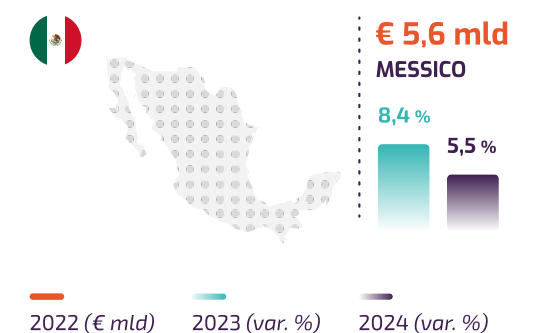 € 5,6 mld
MESSICO
8,4 %
5,5 %
2022 (€ mld)
2023 (var. %)
2024 (var. %)